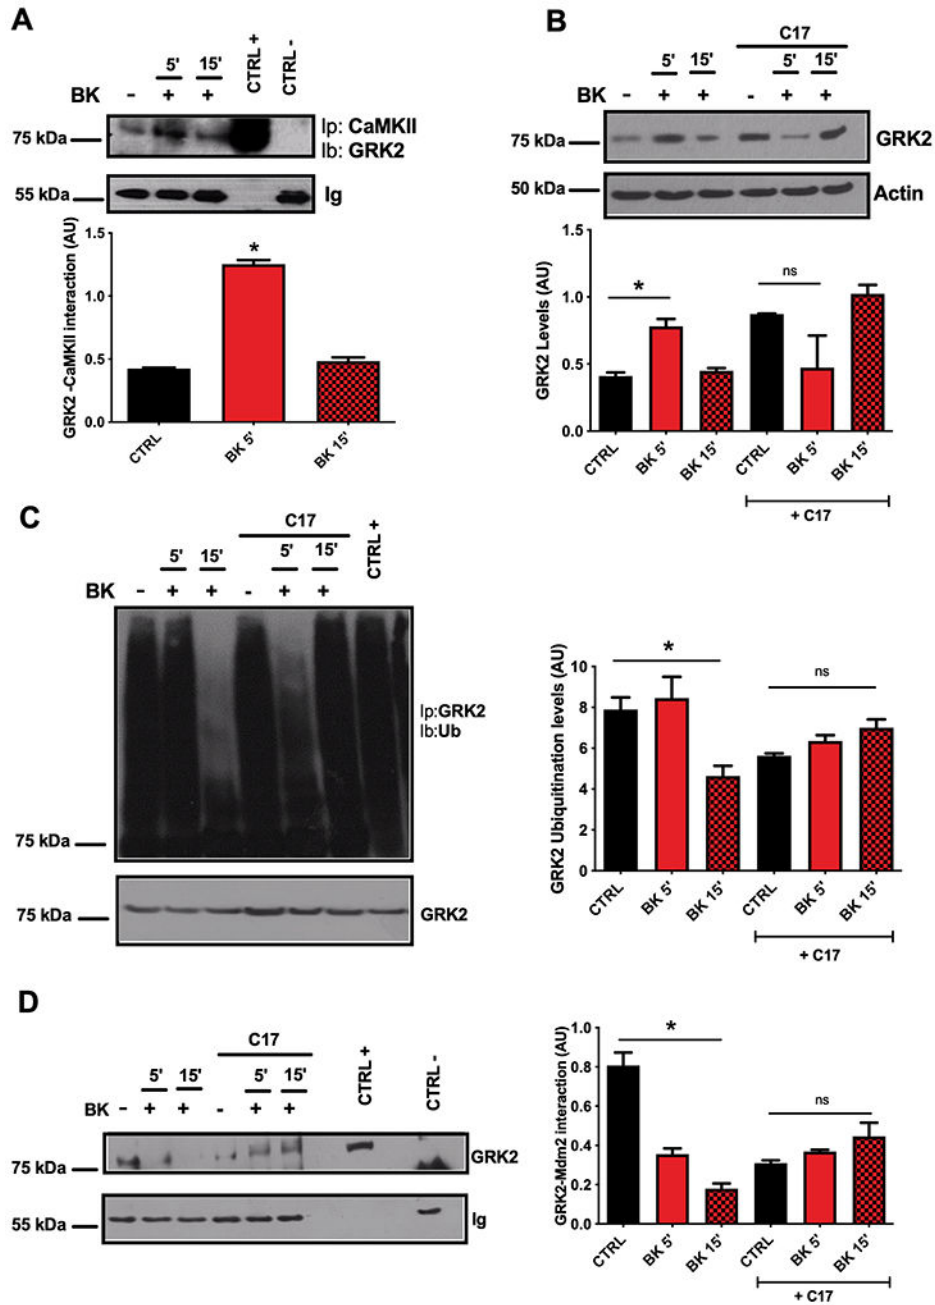 A
5' 15' CTRL + CTRL -
BK - + +
75 kDa Ip: CaMKII
Ib: GRK2
55 kDa Ig
GRK2 -CaMKII interaction (AU)
1.5
1.0
0.5
0.0
*
CTRL BK 5' BK 15'
B
C17
5' 15' 5' 15'
BK - + + - + +
75 kDa GRK2
50 kDa Actin
GRK2 Levels (AU)
1.5
1.0
0.5
0.0
* ns
CTRL BK 5' BK 15' CTRL BK 5' BK 15'
+ C17
C
C17
5' 15' 5' 15' CTRL +
BK - + + - + +
Ip:GRK2
Ib:Ub
75 kDa
75 kDa GRK2
GRK2 Ubiquitination levels (AU)
10
8
6
4
2
0
* ns
CTRL BK 5' BK 15' CTRL BK 5' BK 15'
+ C17
D
C17
5' 15' 5' 15' CTRL + CTRL -
BK - + + - + +
75 kDa GRK2
55 kDa Ig
GRK2-Mdm2 interaction (AU)
1.0
0.8
0.6
0.4
0.2
0.0
* ns
CTRL BK 5' BK 15' CTRL BK 5' BK 15'
+ C17